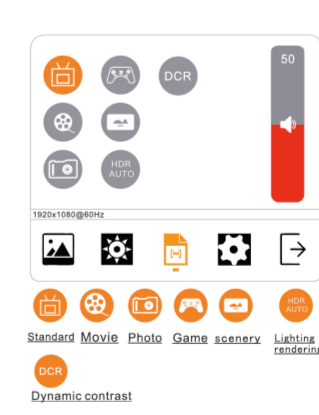 50
DCR
HDR
AUTO
1920x1080@60Hz
HDR
AUTO
Standard Movie Photo Game scenery Lighting
rendering
DCR
Dynamic contrast